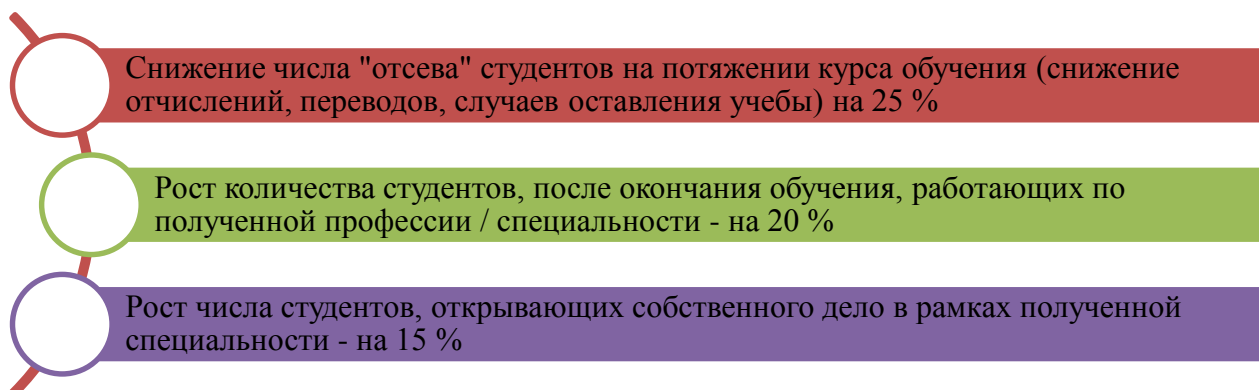 Снижение числа "отсева" студентов на потяжении курса обучения (снижение
отчислений, переводов, случаев оставления учебы) на 25 %
Рост количества студентов, после окончания обучения, работающих по
полученной профессии / специальности - на 20 %
Рост числа студентов, открывающих собственного дело в рамках полученной
специальности - на 15 %